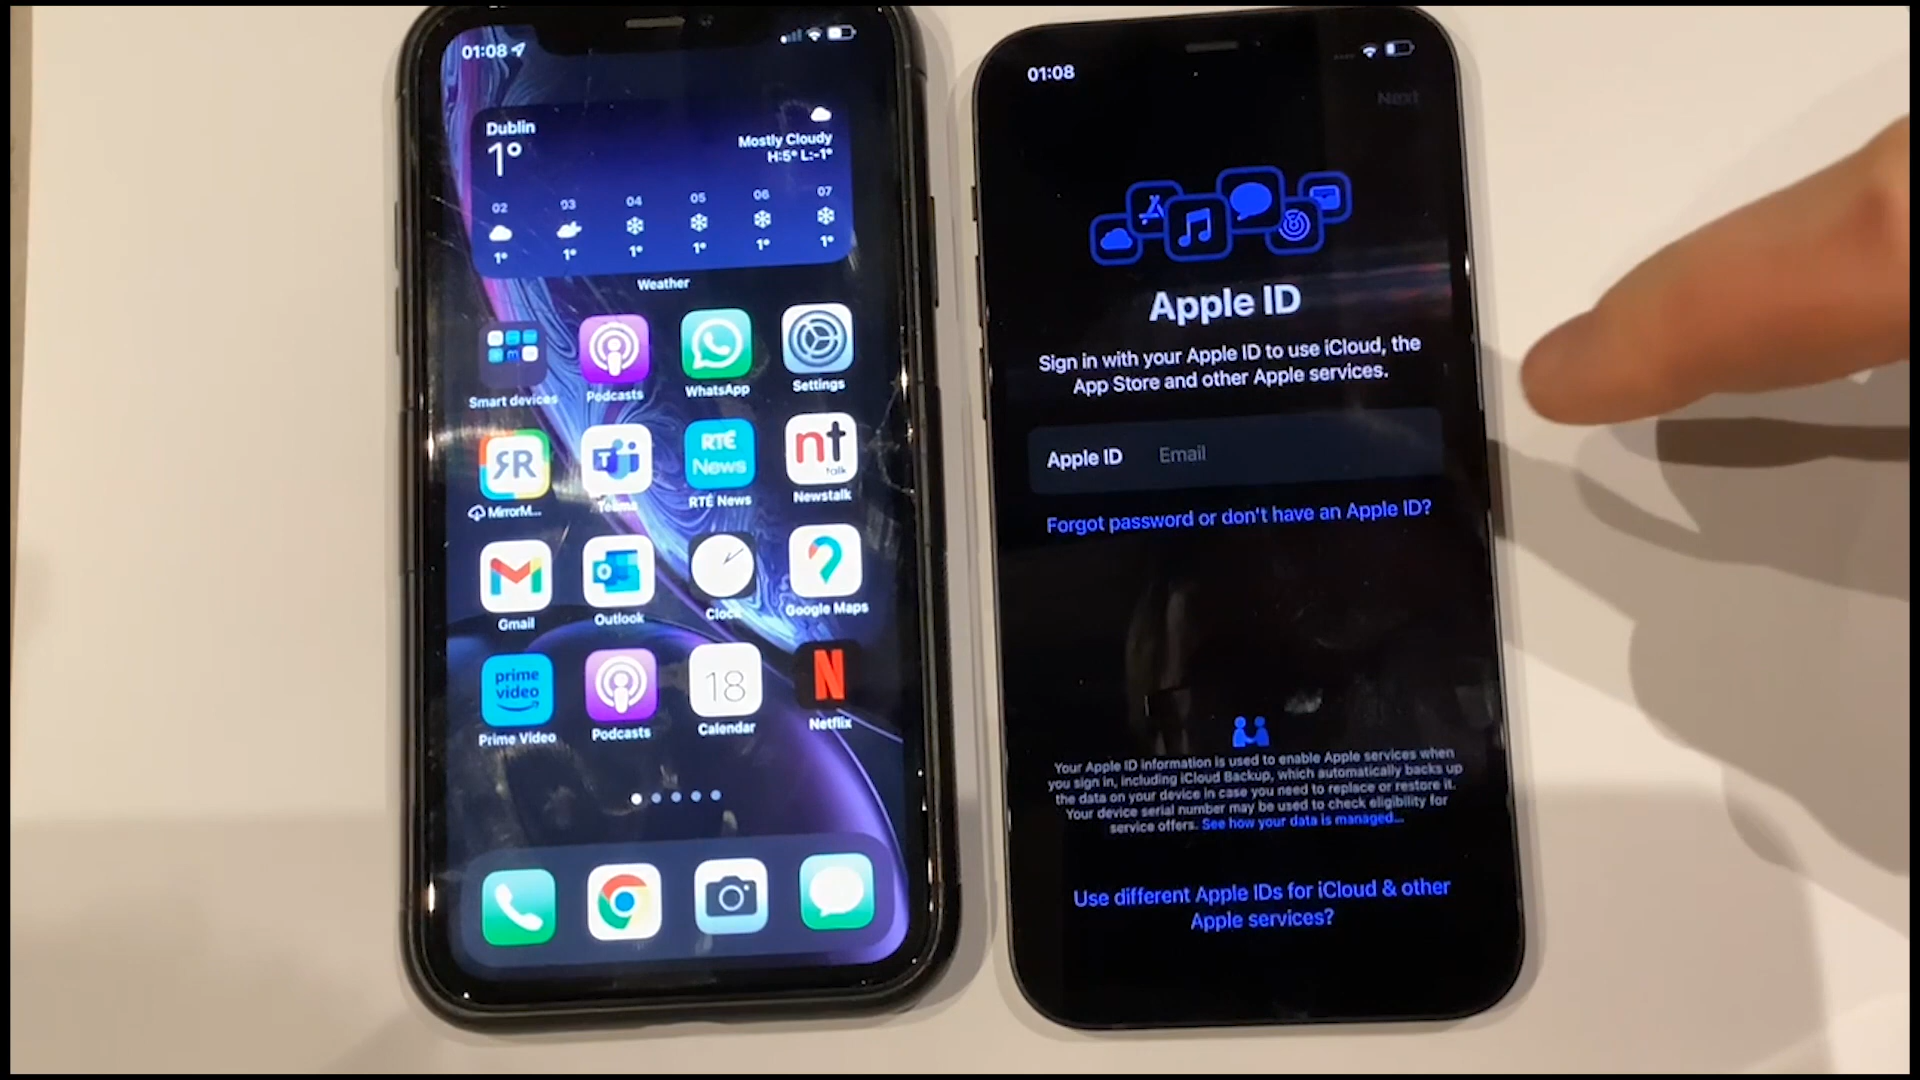 01:08
Dublin
1°
Mostly Cloudy
H:5° L:-1°
02 03 04 05 06 07
1° 1° 1° 1° 1° 1°
Weather
Smart devices Podcasts WhatsApp Settings
RTÉ
News
nt
talk
MirrorM... Teams RTÉ News Newstalk
Gmail Outlook Clock Google Maps
prime
video
18
N
Prime Video Podcasts Calendar Netflix
01:08
Next
Apple ID
Sign in with your Apple ID to use iCloud, the
App Store and other Apple services.
Apple ID Email
Forgot password or don't have an Apple ID?
Your Apple ID information is used to enable Apple services when
you sign in, including iCloud Backup, which automatically backs up
the data on your device in case you need to replace or restore it.
Your device serial number may be used to check eligibility for
service offers. See how your data is managed...
Use different Apple IDs for iCloud & other
Apple services?